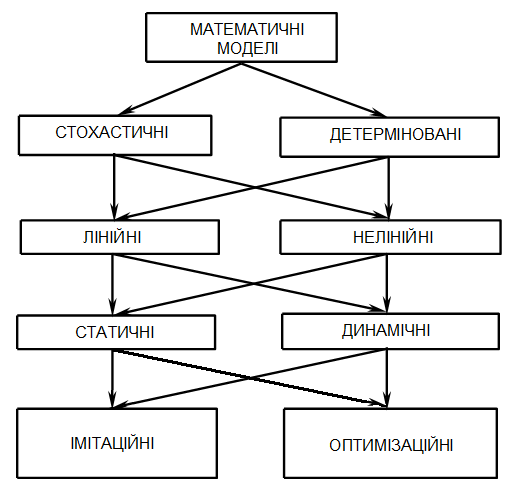 МАТЕМАТИЧНІ
МОДЕЛІ
СТОХАСТИЧНІ
ДЕТЕРМІНОВАНІ
ЛІНІЙНІ
НЕЛІНІЙНІ
СТАТИЧНІ
ДИНАМІЧНІ
ІМІТАЦІЙНІ
ОПТИМІЗАЦІЙНІ